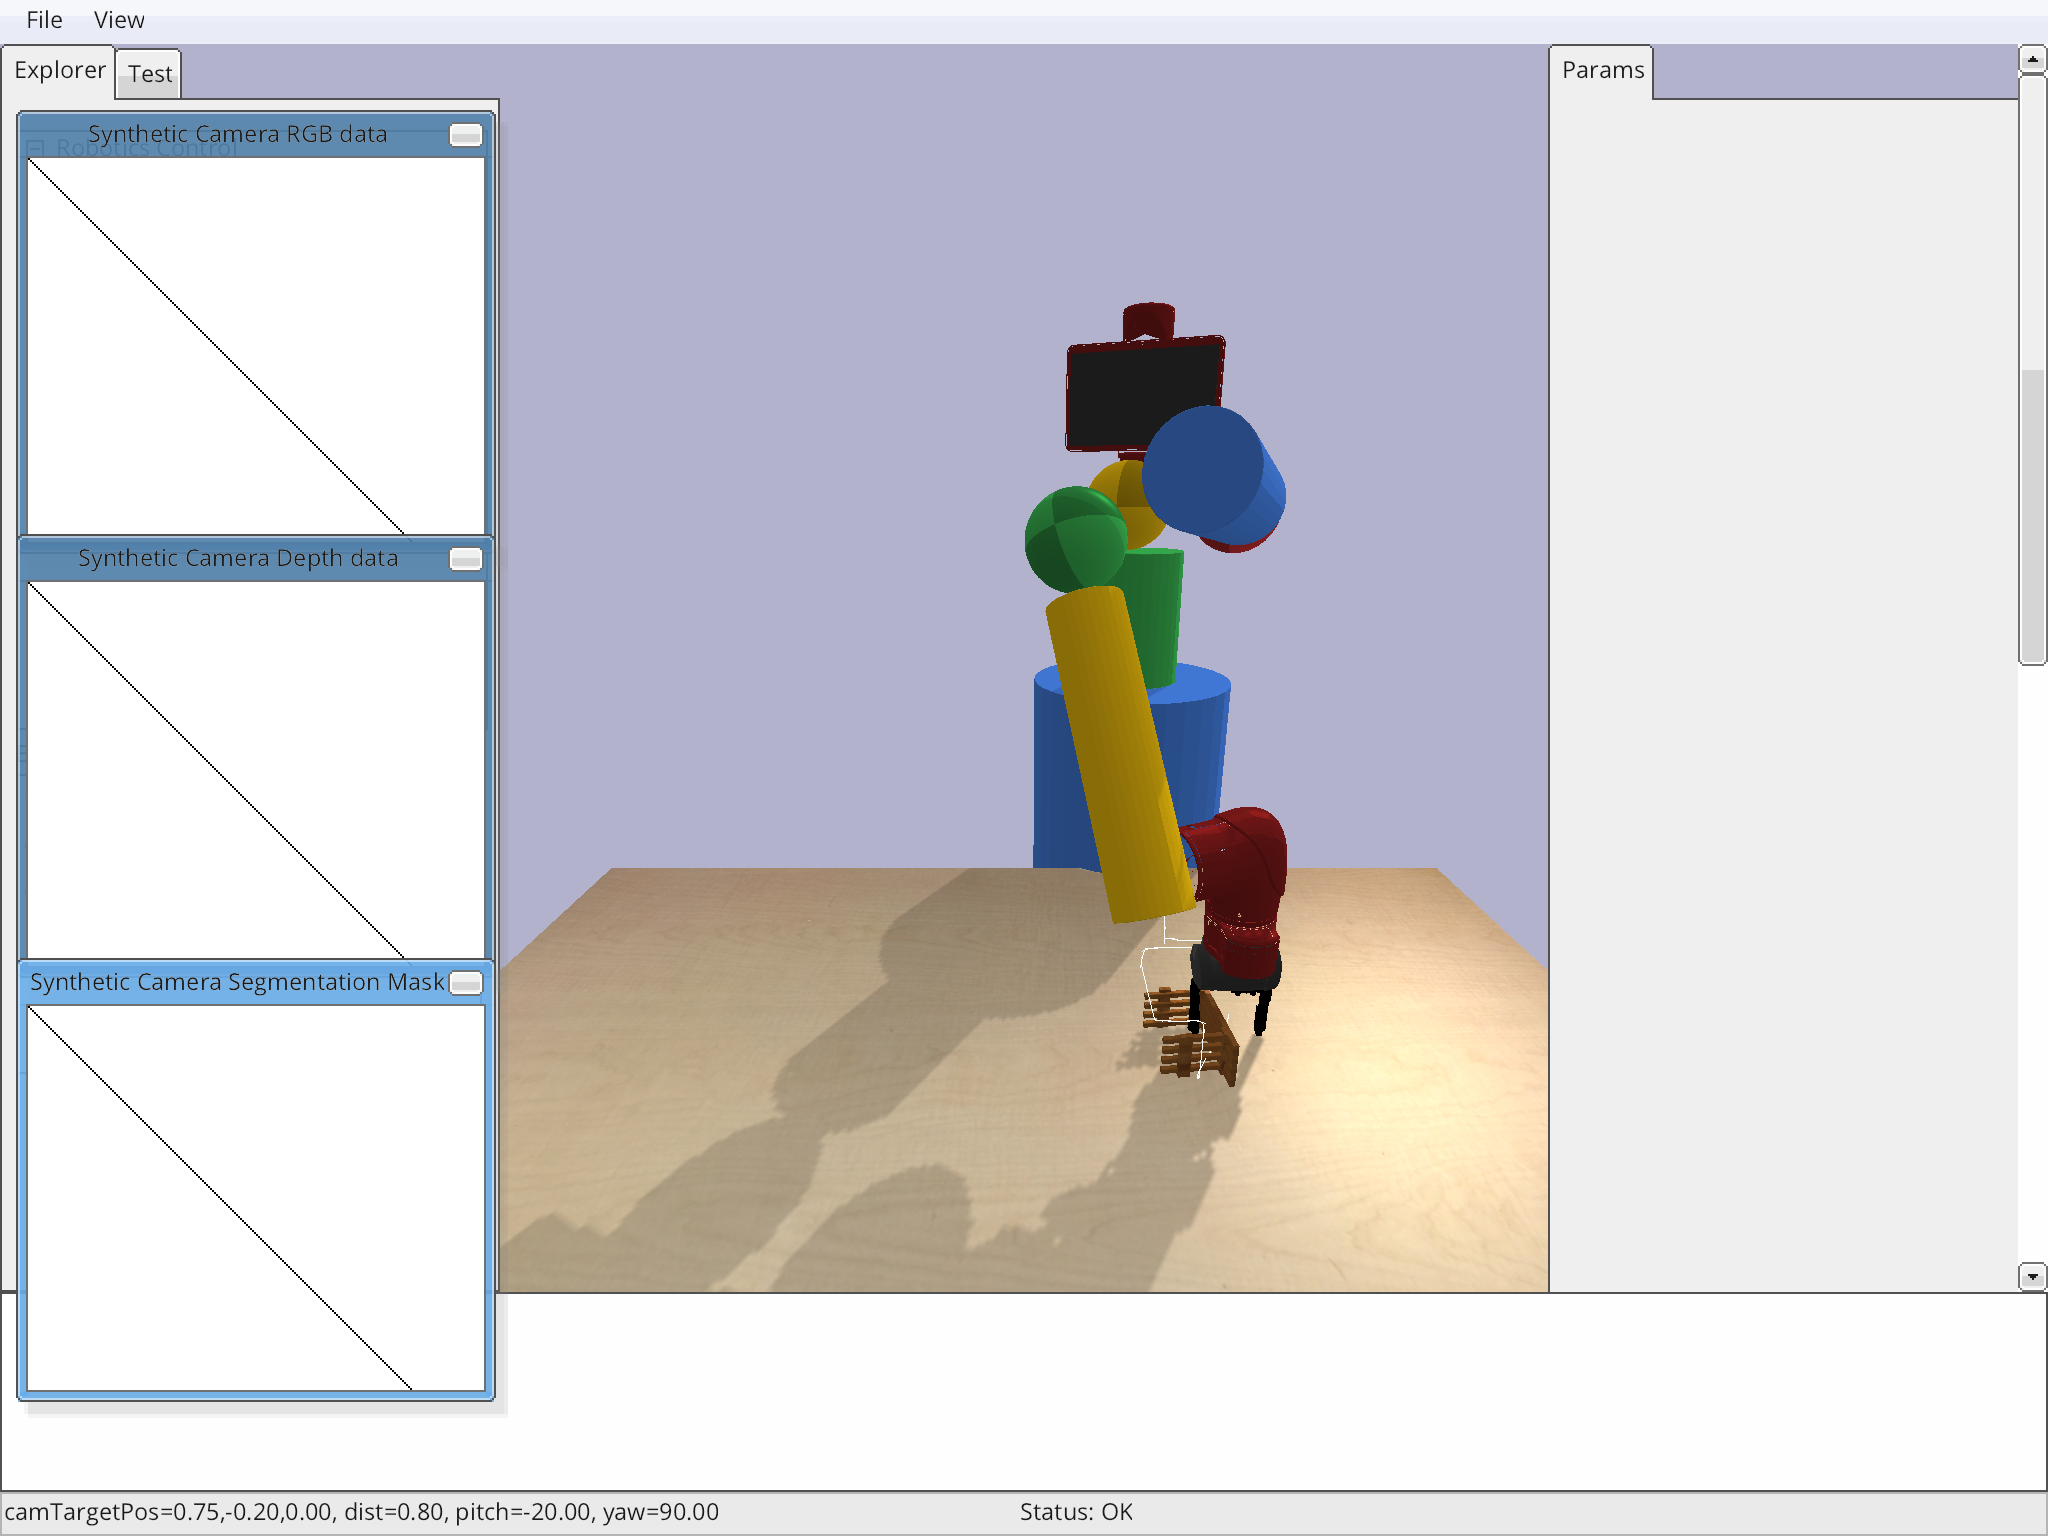 File View
Explorer Test Params
Synthetic Camera RGB data
Robotics Control
Synthetic Camera Depth data
Synthetic Camera Segmentation Mask
camTargetPos=0.75,-0.20,0.00, dist=0.80, pitch=-20.00, yaw=90.00 Status: OK